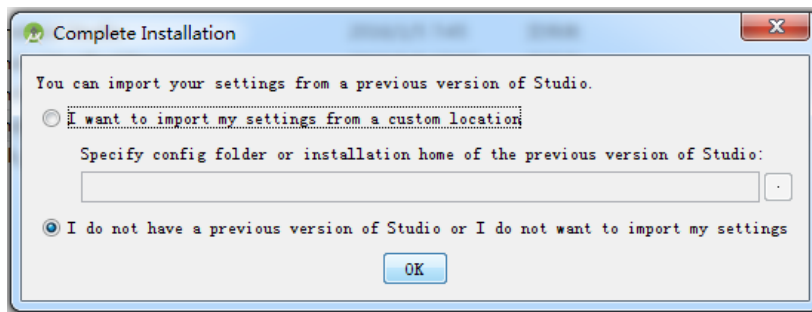 Complete Installation
You can import your settings from a previous version of Studio.
I want to import my settings from a custom location
Specify config folder or installation home of the previous version of Studio:
I do not have a previous version of Studio or I do not want to import my settings
OK